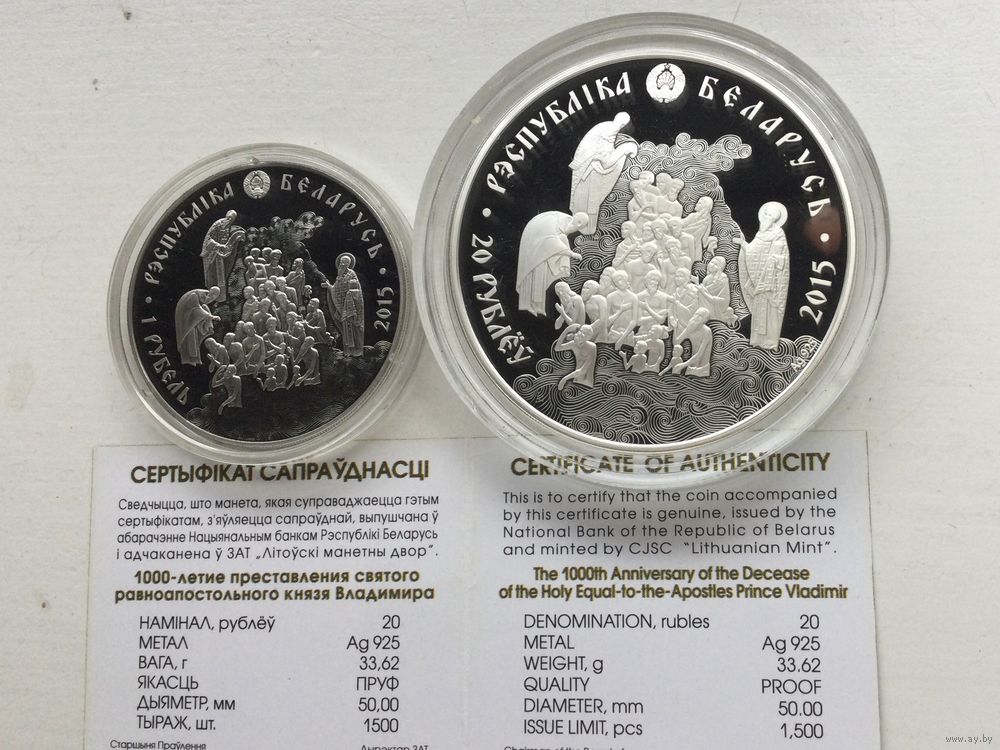 РЭСПУБЛІКА БЕЛАРУСЬ
1 РУБЕЛЬ
2015
РЭСПУБЛІКА БЕЛАРУСЬ
20 РУБЛЁЎ
2015
Ag 925
СЕРТЫФІКАТ САПРАЎДНАСЦІ
Сведчыцца, што манета, якая суправаджаецца гэтым
сертыфікатам, з'яўляецца сапраўднай, выпушчана ў
абарачэнне Нацыянальным банкам Рэспублікі Беларусь
і адчаканена ў ЗАТ „Літоўскі манетны двор".
1000-летие преставления святого
равноапостольного князя Владимира
НАМІНАЛ, рублёў 20
МЕТАЛ Ag 925
ВАГА, г 33,62
ЯКАСЦЬ ПРУФ
ДЫЯМЕТР, мм 50,00
ТЫРАЖ, шт. 1500
Старшыня Праўлення Дырэктар ЗАТ
CERTIFICATE OF AUTHENTICITY
This is to certify that the coin accompanied
by this certificate is genuine, issued by the
National Bank of the Republic of Belarus
and minted by CJSC "Lithuanian Mint".
The 1000th Anniversary of the Decease
of the Holy Equal-to-the-Apostles Prince Vladimir
DENOMINATION, rubles 20
METAL Ag 925
WEIGHT, g 33.62
QUALITY PROOF
DIAMETER, mm 50.00
ISSUE LIMIT, pcs 1,500
www.ay.by